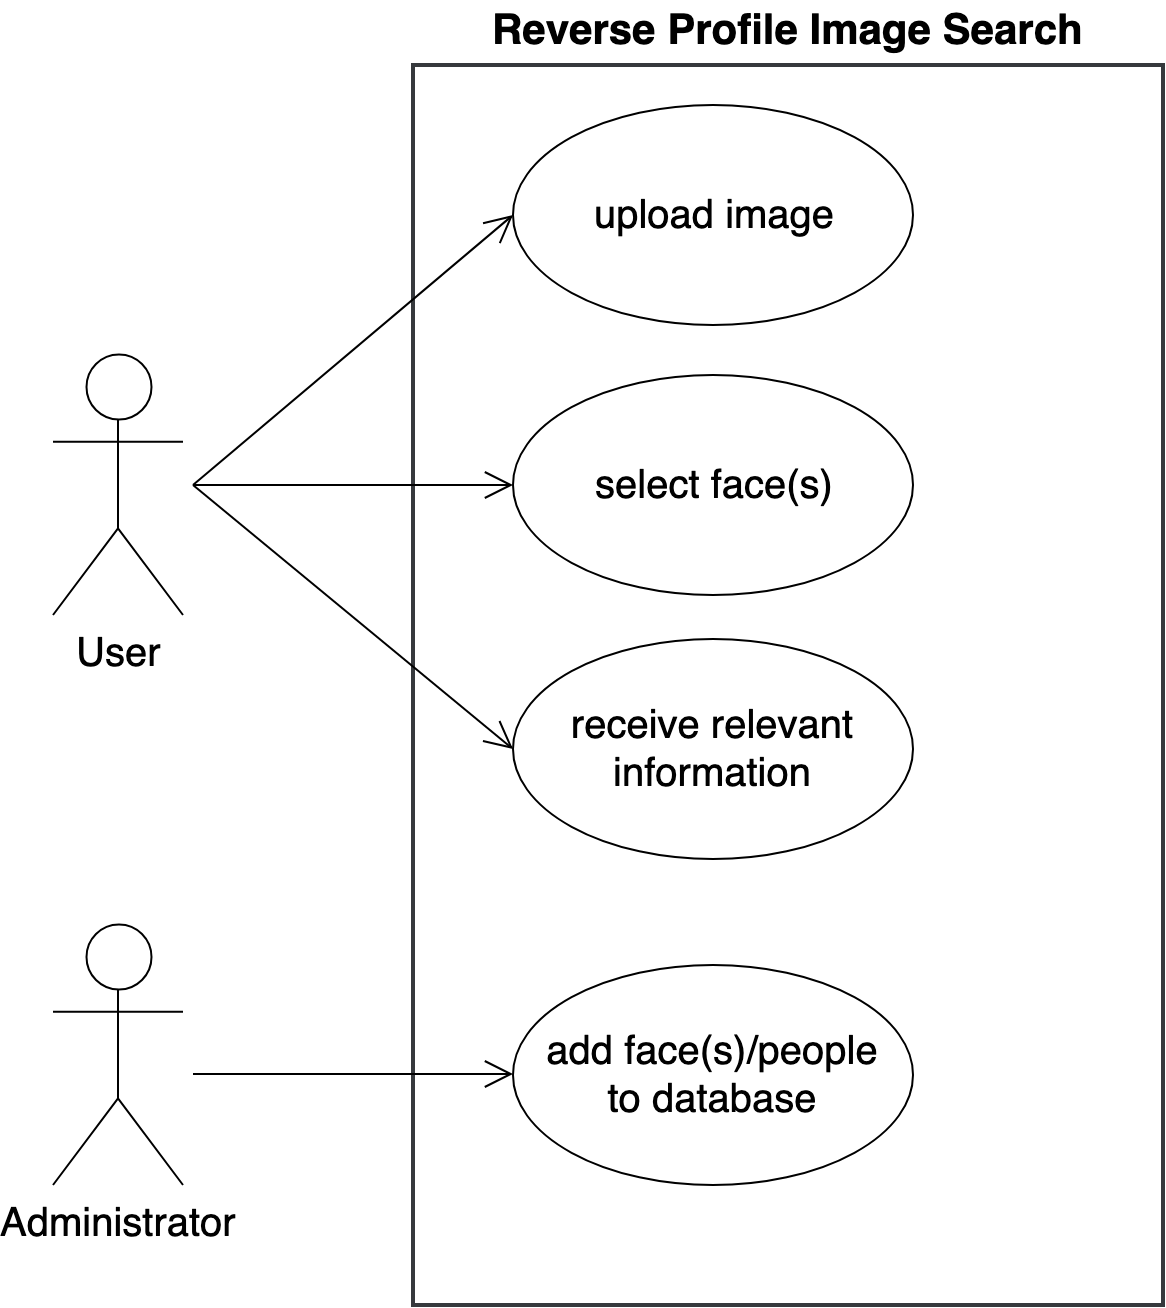 Reverse Profile Image Search
upload image
select face(s)
User
receive relevant
information
add face(s)/people
to database
Administrator